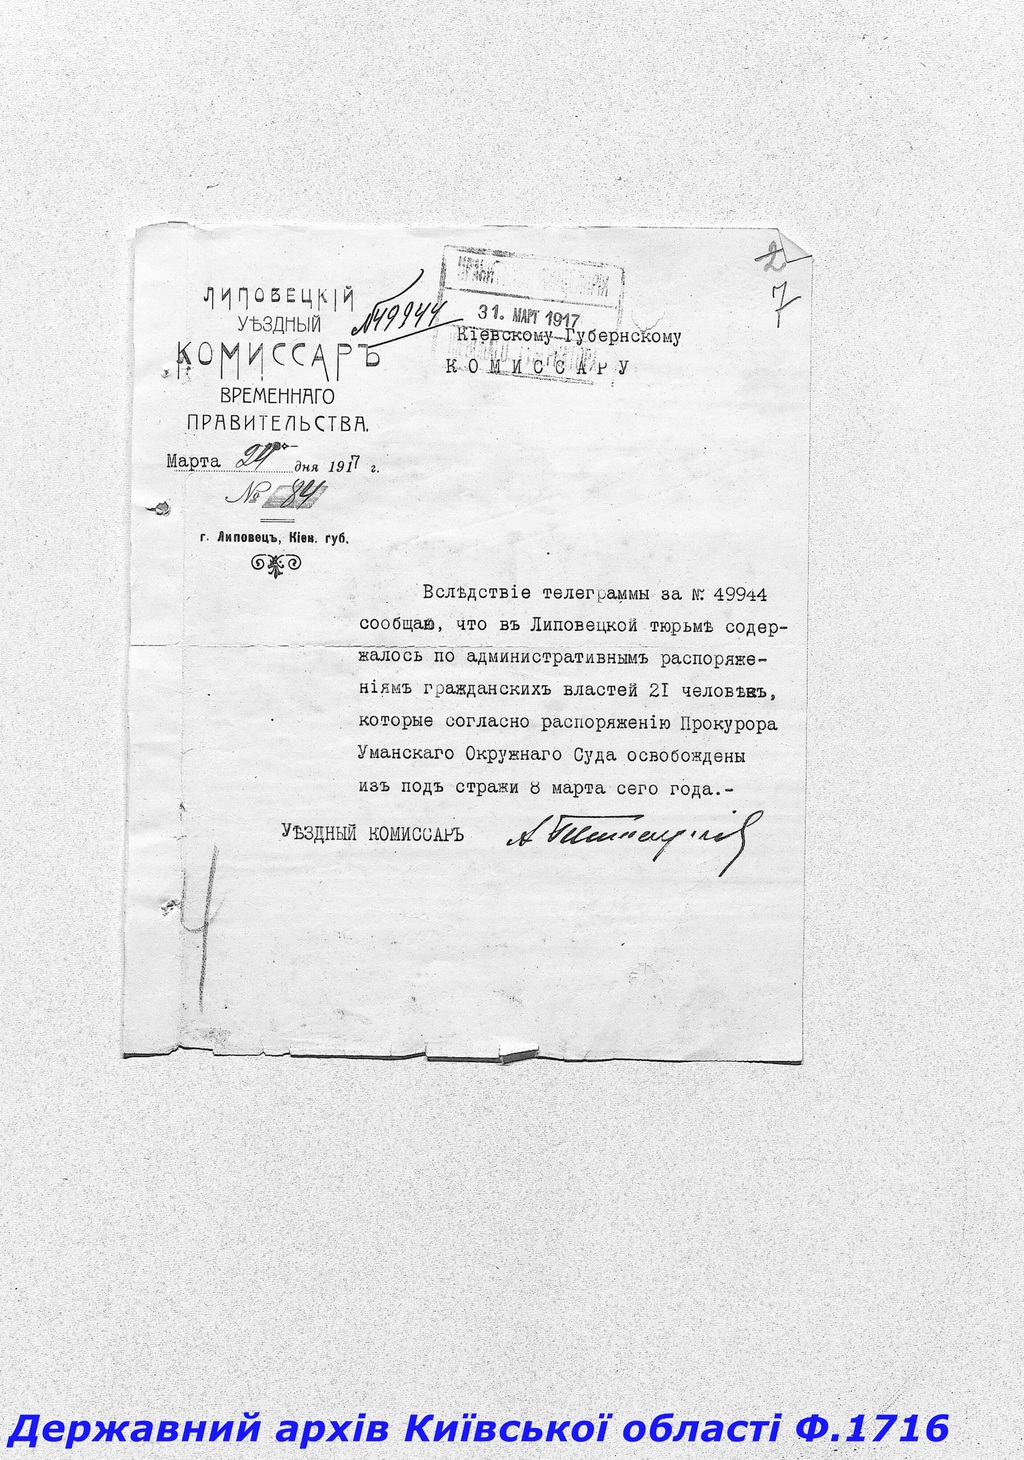 2
7
ЛИПОВЕЦКІЙ
УѢЗДНЫЙ
КОМИССАРЪ
ВРЕМЕННАГО
ПРАВИТЕЛЬСТВА.
Марта 24 дня 1917 г.
№ 84
г. Липовецъ, Кіев. губ.
№49944
31. МАРТ 1917
Кіевскому Губернскому
КОМИССАРУ
Вслѣдствіе телеграммы за №: 49944
сообщаю, что въ Липовецкой тюрьмѣ содер-
жалось по административнымъ распоряже-
ніямъ гражданскихъ властей 2I человѣкъ,
которые согласно распоряженію Прокурора
Уманскаго Окружнаго Суда освобождены
изъ подъ стражи 8 марта сего года.-
УѢЗДНЫЙ КОМИССАРЪ
4
Державний архів Київської області Ф.1716